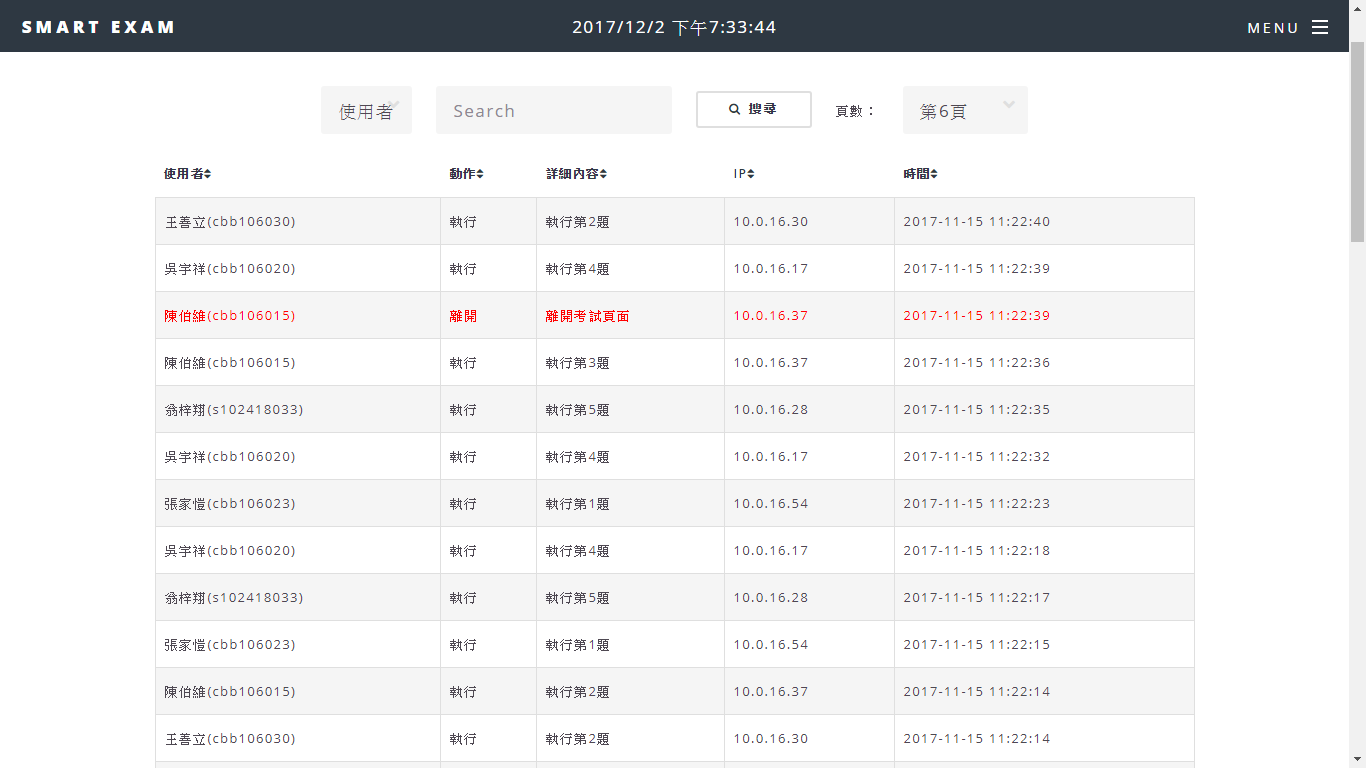 SMART EXAM 2017/12/2 下午7:33:44 MENU
使用者 Search 搜尋 頁數： 第6頁
使用者 動作 詳細內容 IP 時間
王善立(cbb106030) 執行 執行第2題 10.0.16.30 2017-11-15 11:22:40
吳宇祥(cbb106020) 執行 執行第4題 10.0.16.17 2017-11-15 11:22:39
陳伯維(cbb106015) 離開 離開考試頁面 10.0.16.37 2017-11-15 11:22:39
陳伯維(cbb106015) 執行 執行第3題 10.0.16.37 2017-11-15 11:22:36
翁梓翔(s102418033) 執行 執行第5題 10.0.16.28 2017-11-15 11:22:35
吳宇祥(cbb106020) 執行 執行第4題 10.0.16.17 2017-11-15 11:22:32
張家愷(cbb106023) 執行 執行第1題 10.0.16.54 2017-11-15 11:22:23
吳宇祥(cbb106020) 執行 執行第4題 10.0.16.17 2017-11-15 11:22:18
翁梓翔(s102418033) 執行 執行第5題 10.0.16.28 2017-11-15 11:22:17
張家愷(cbb106023) 執行 執行第1題 10.0.16.54 2017-11-15 11:22:15
陳伯維(cbb106015) 執行 執行第2題 10.0.16.37 2017-11-15 11:22:14
王善立(cbb106030) 執行 執行第2題 10.0.16.30 2017-11-15 11:22:14